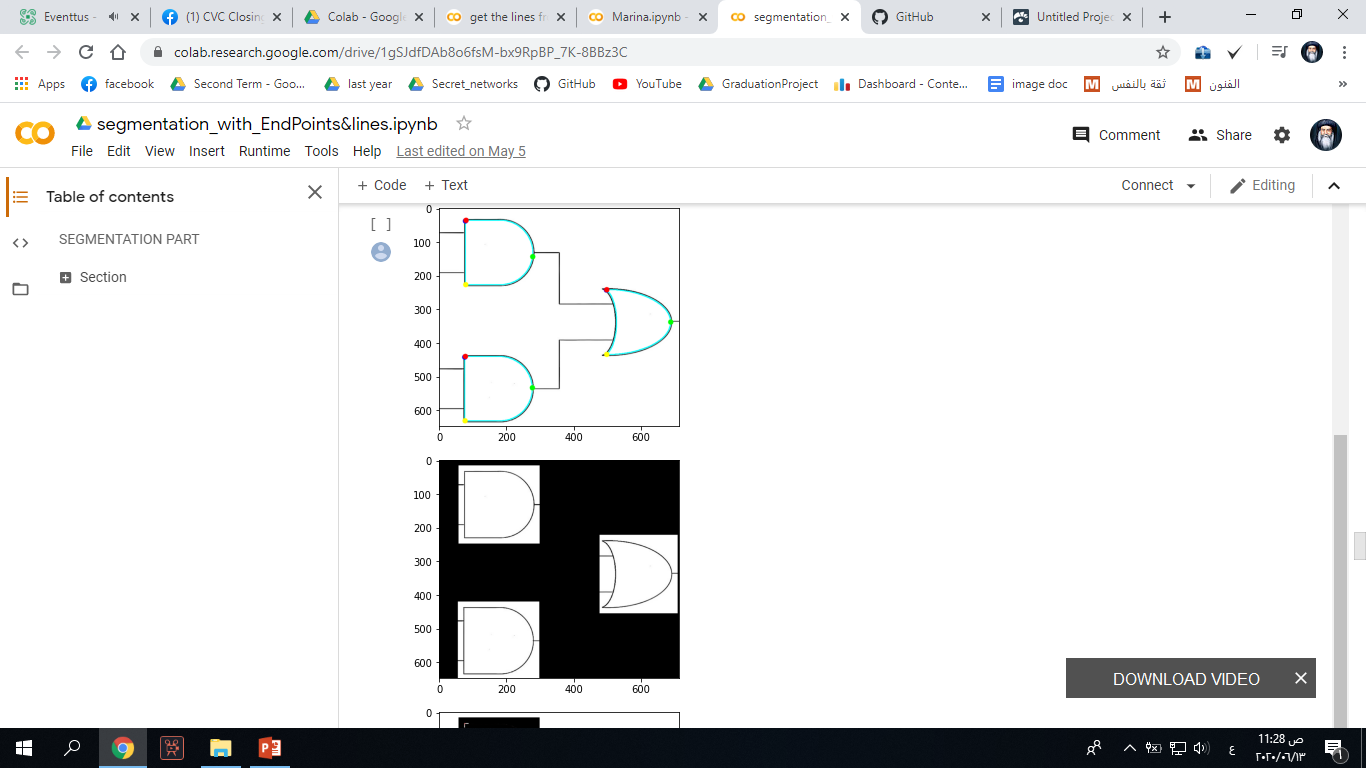 Eventtus -
(1) CVC Closin
Colab - Google
get the lines fr
Marina.ipynb -
segmentation_
GitHub
Untitled Projec
colab.research.google.com/drive/1gSJdfDAb8o6fsM-bx9RpBP_7K-8BBz3C
Apps
facebook
Second Term - Goo...
last year
Secret_networks
GitHub
YouTube
GraduationProject
Dashboard - Conte...
image doc
ثقة بالنفس
الفنون
»
segmentation_with_EndPoints&lines.ipynb
Comment
Share
File Edit View Insert Runtime Tools Help Last edited on May 5
Table of contents
+ Code + Text
Connect
Editing
SEGMENTATION PART
Section
[ ]
0
100
200
300
400
500
600
0 200 400 600
0
100
200
300
400
500
600
0 200 400 600
0
DOWNLOAD VIDEO
ع
11:28 ص
٢٠٢٠/٠٦/١٣
1